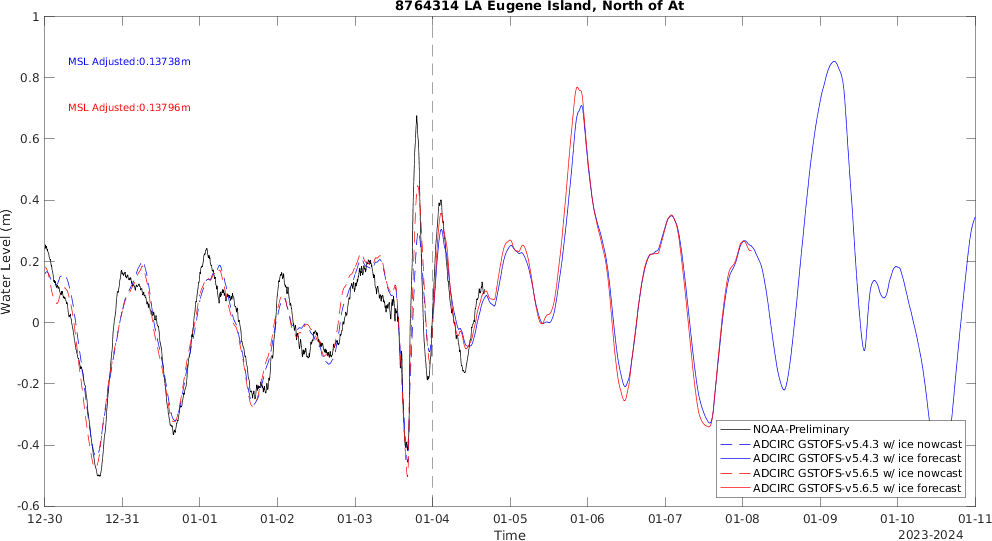 8764314 LA Eugene Island, North of At
MSL Adjusted:0.13738m
MSL Adjusted:0.13796m
Water Level (m)
1
0.8
0.6
0.4
0.2
0
-0.2
-0.4
-0.6
NOAA-Preliminary
ADCIRC GSTOFS-v5.4.3 w/ ice nowcast
ADCIRC GSTOFS-v5.4.3 w/ ice forecast
ADCIRC GSTOFS-v5.6.5 w/ ice nowcast
ADCIRC GSTOFS-v5.6.5 w/ ice forecast
12-30 12-31 01-01 01-02 01-03 01-04 01-05 01-06 01-07 01-08 01-09 01-10 01-11
Time
2023-2024